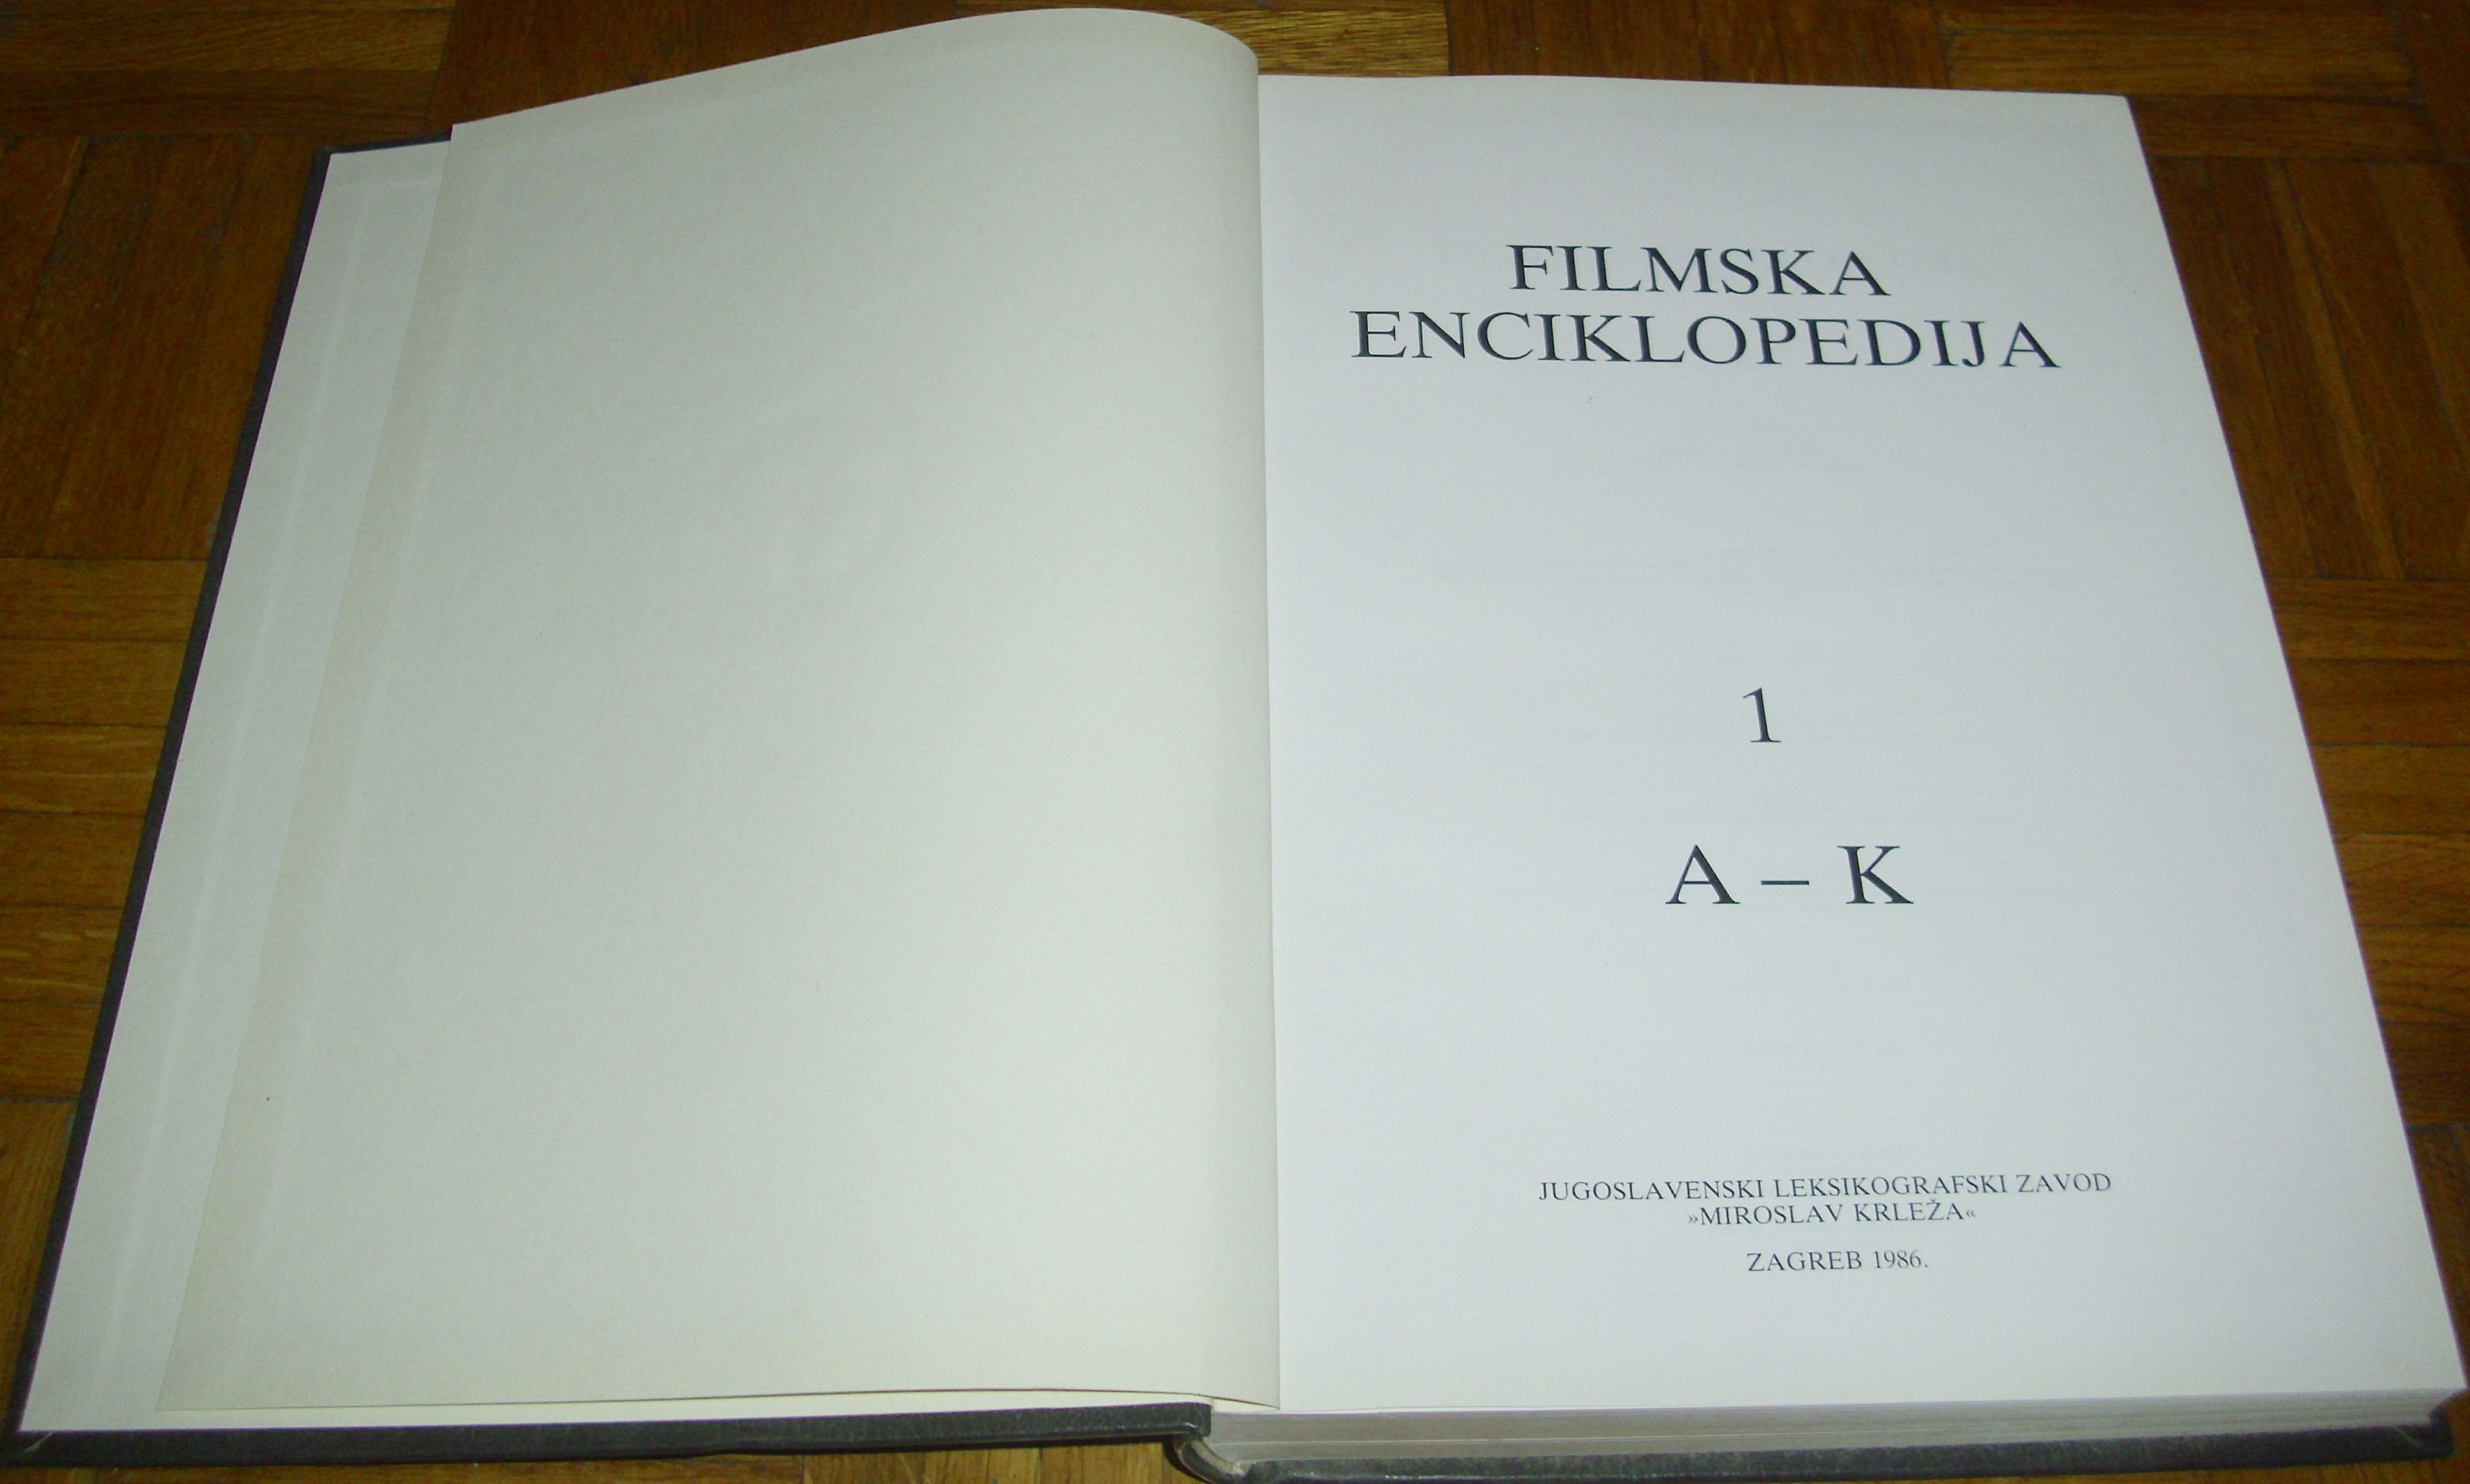 FILMSKA
ENCIKLOPEDIJA
1
A – K
JUGOSLAVENSKI LEKSIKOGRAFSKI ZAVOD
»MIROSLAV KRLEŽA«
ZAGREB 1986.